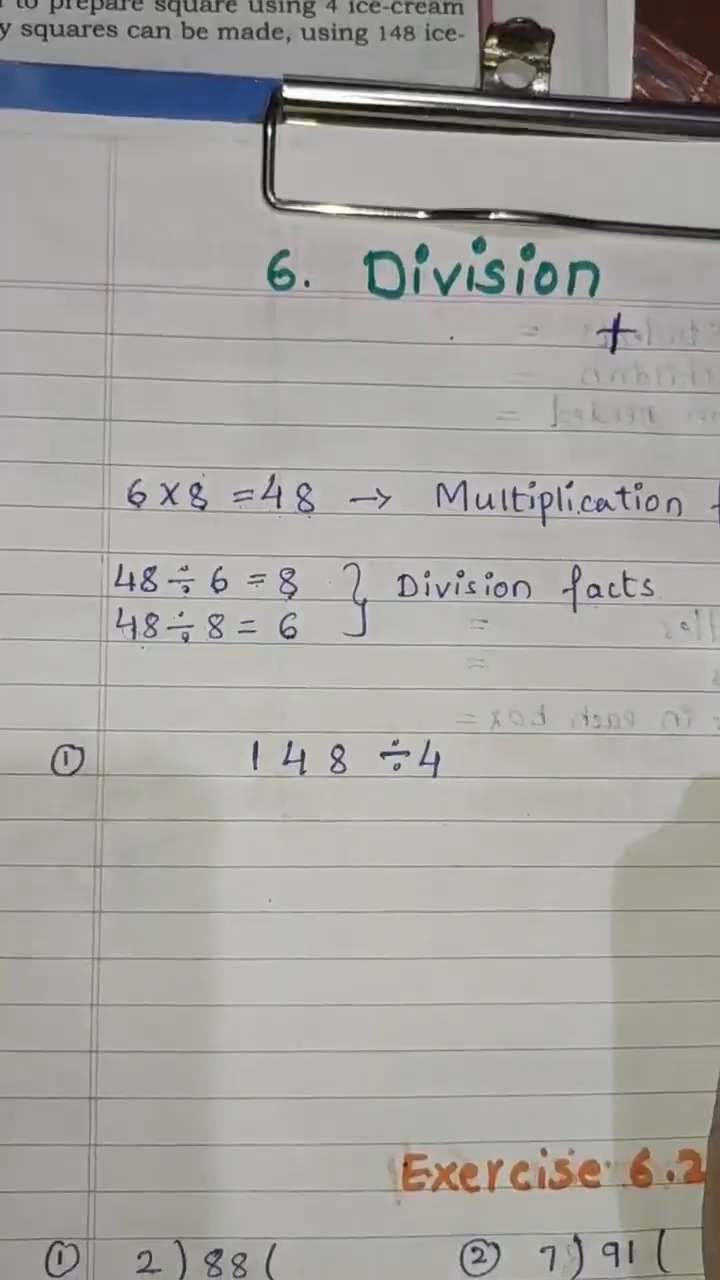 to prepare square using 4 ice-cream
y squares can be made, using 148 ice-
6. Division
+
6 × 8 = 48 → Multiplication f
48 ÷ 6 = 8 } Division facts
48 ÷ 8 = 6
① 148 ÷ 4
Exercise 6.2
① 2)88( ② 7)91(